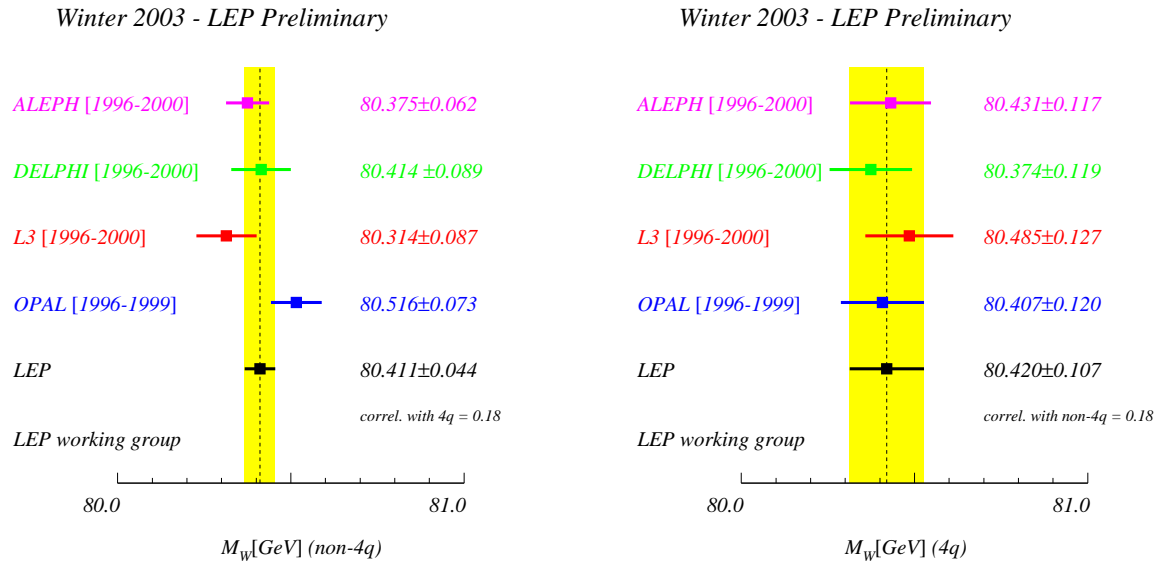 Winter 2003 - LEP Preliminary
ALEPH [1996-2000] 80.375±0.062
DELPHI [1996-2000] 80.414 ±0.089
L3 [1996-2000] 80.314±0.087
OPAL [1996-1999] 80.516±0.073
LEP 80.411±0.044
correl. with 4q = 0.18
LEP working group
80.0 81.0
M_W[GeV] (non-4q)
Winter 2003 - LEP Preliminary
ALEPH [1996-2000] 80.431±0.117
DELPHI [1996-2000] 80.374±0.119
L3 [1996-2000] 80.485±0.127
OPAL [1996-1999] 80.407±0.120
LEP 80.420±0.107
correl. with non-4q = 0.18
LEP working group
80.0 81.0
M_W[GeV] (4q)